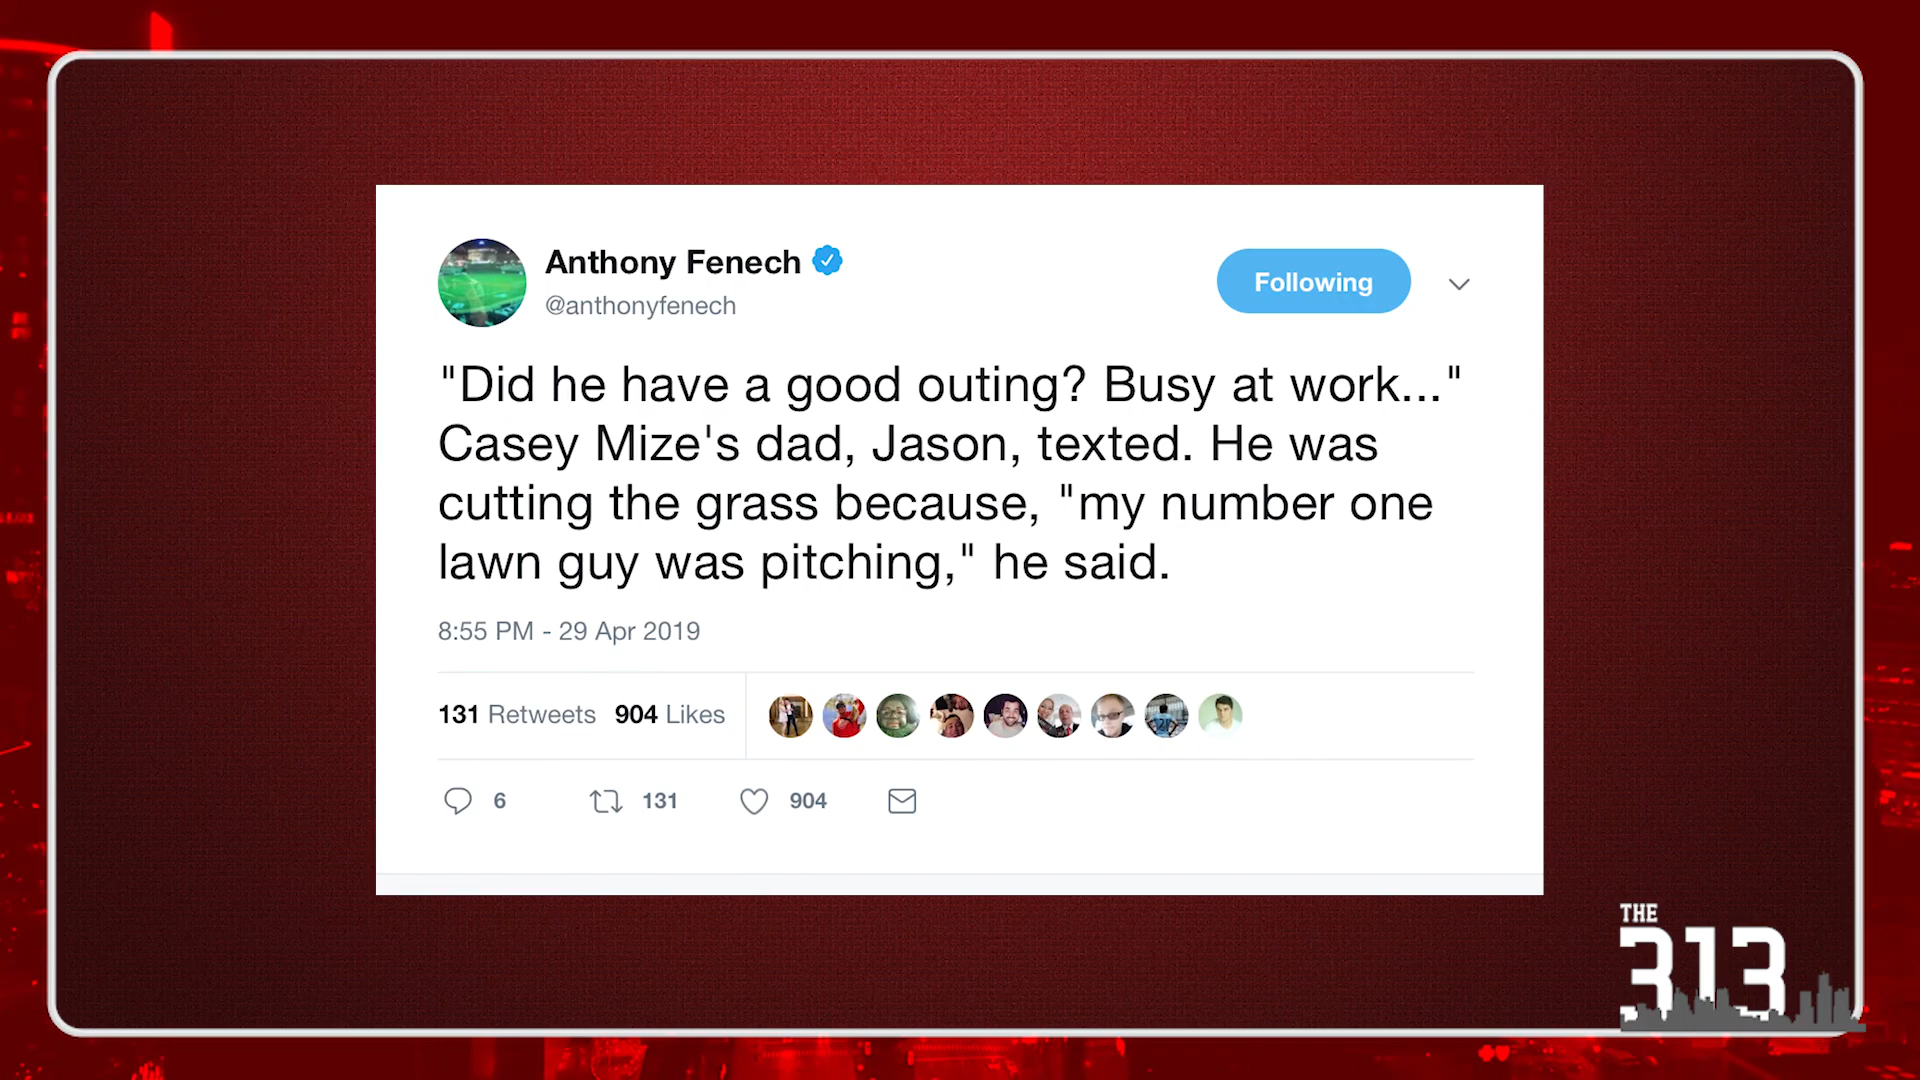 Anthony Fenech
@anthonyfenech
Following
"Did he have a good outing? Busy at work..."
Casey Mize's dad, Jason, texted. He was
cutting the grass because, "my number one
lawn guy was pitching," he said.
8:55 PM - 29 Apr 2019
131 Retweets 904 Likes
6 131 904
THE
313